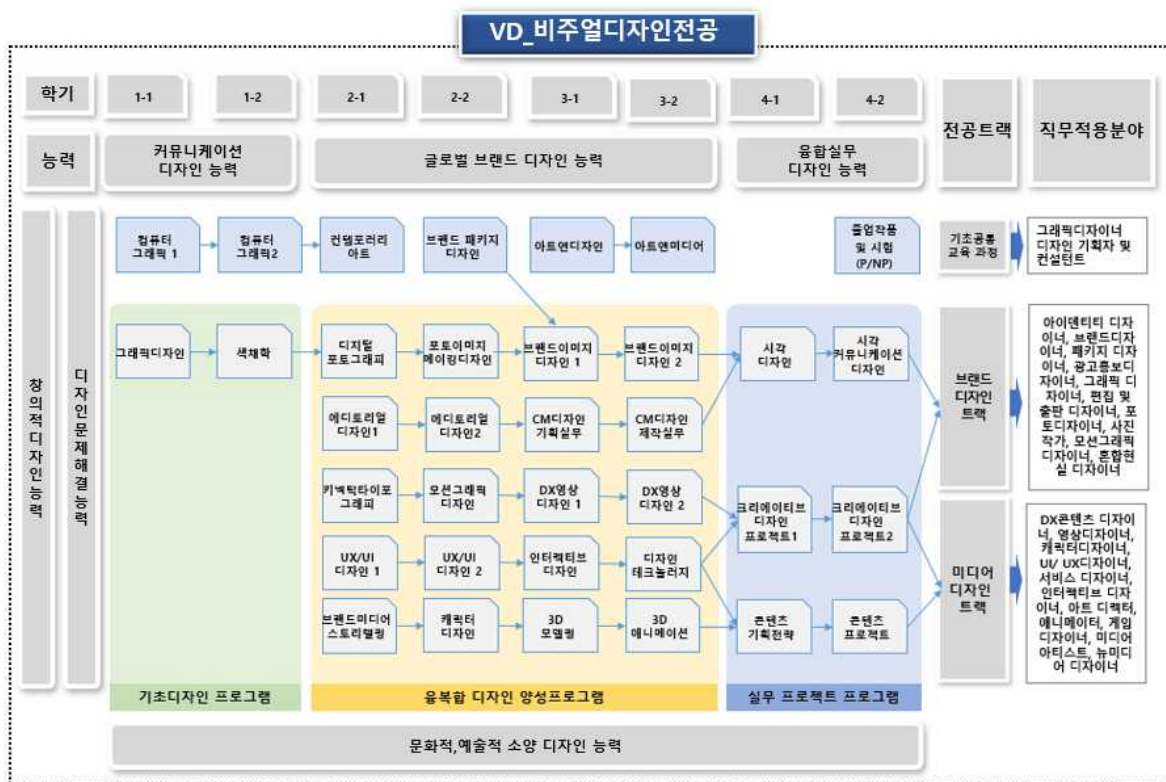 VD_비주얼디자인전공
학기
1-1
1-2
2-1
2-2
3-1
3-2
4-1
4-2
전공트랙
직무적용분야
능력
커뮤니케이션
디자인 능력
글로벌 브랜드 디자인 능력
융합실무
디자인 능력
창의적디자인능력
디자인문제해결능력
컴퓨터
그래픽 1
컴퓨터
그래픽2
컨템포러리
아트
브랜드 패키지
디자인
아트앤디자인
아트앤미디어
졸업작품
및 시험
(P/NP)
기초공통
교육 과정
그래픽디자이너
디자인 기획자 및
컨설턴트
그래픽디자인
색채학
디지털
포토그래피
포토이미지
메이킹디자인
브랜드이미지
디자인 1
브랜드이미지
디자인 2
시각
디자인
시각
커뮤니케이션
디자인
에디토리얼
디자인1
에디토리얼
디자인2
CM디자인
기획실무
CM디자인
제작실무
브랜드
디자인
트랙
아이덴티티 디자
이너, 브랜드디자
이너, 패키지 디자
이너, 광고홍보디
자이너, 그래픽 디
자이너, 편집 및
출판 디자이너, 포
토디자이너, 사진
작가, 모션그래픽
디자이너, 혼합현
실 디자이너
키네틱타이포
그래피
모션그래픽
디자인
DX영상
디자인 1
DX영상
디자인 2
크리에이티브
디자인
프로젝트1
크리에이티브
디자인
프로젝트2
UX/UI
디자인 1
UX/UI
디자인 2
인터랙티브
디자인
디자인
테크놀러지
브랜드미디어
스토리텔링
캐릭터
디자인
3D
모델링
3D
애니메이션
콘텐츠
기획전략
콘텐츠
프로젝트
미디어
디자인
트랙
DX콘텐츠 디자이
너, 영상디자이너,
캐릭터디자이너,
UI/ UX디자이너,
서비스 디자이너,
인터랙티브 디자
이너, 아트 디렉터,
애니메이터, 게임
디자이너, 미디어
아티스트, 뉴미디
어 디자이너
기초디자인 프로그램
융복합 디자인 양성프로그램
실무 프로젝트 프로그램
문화적,예술적 소양 디자인 능력